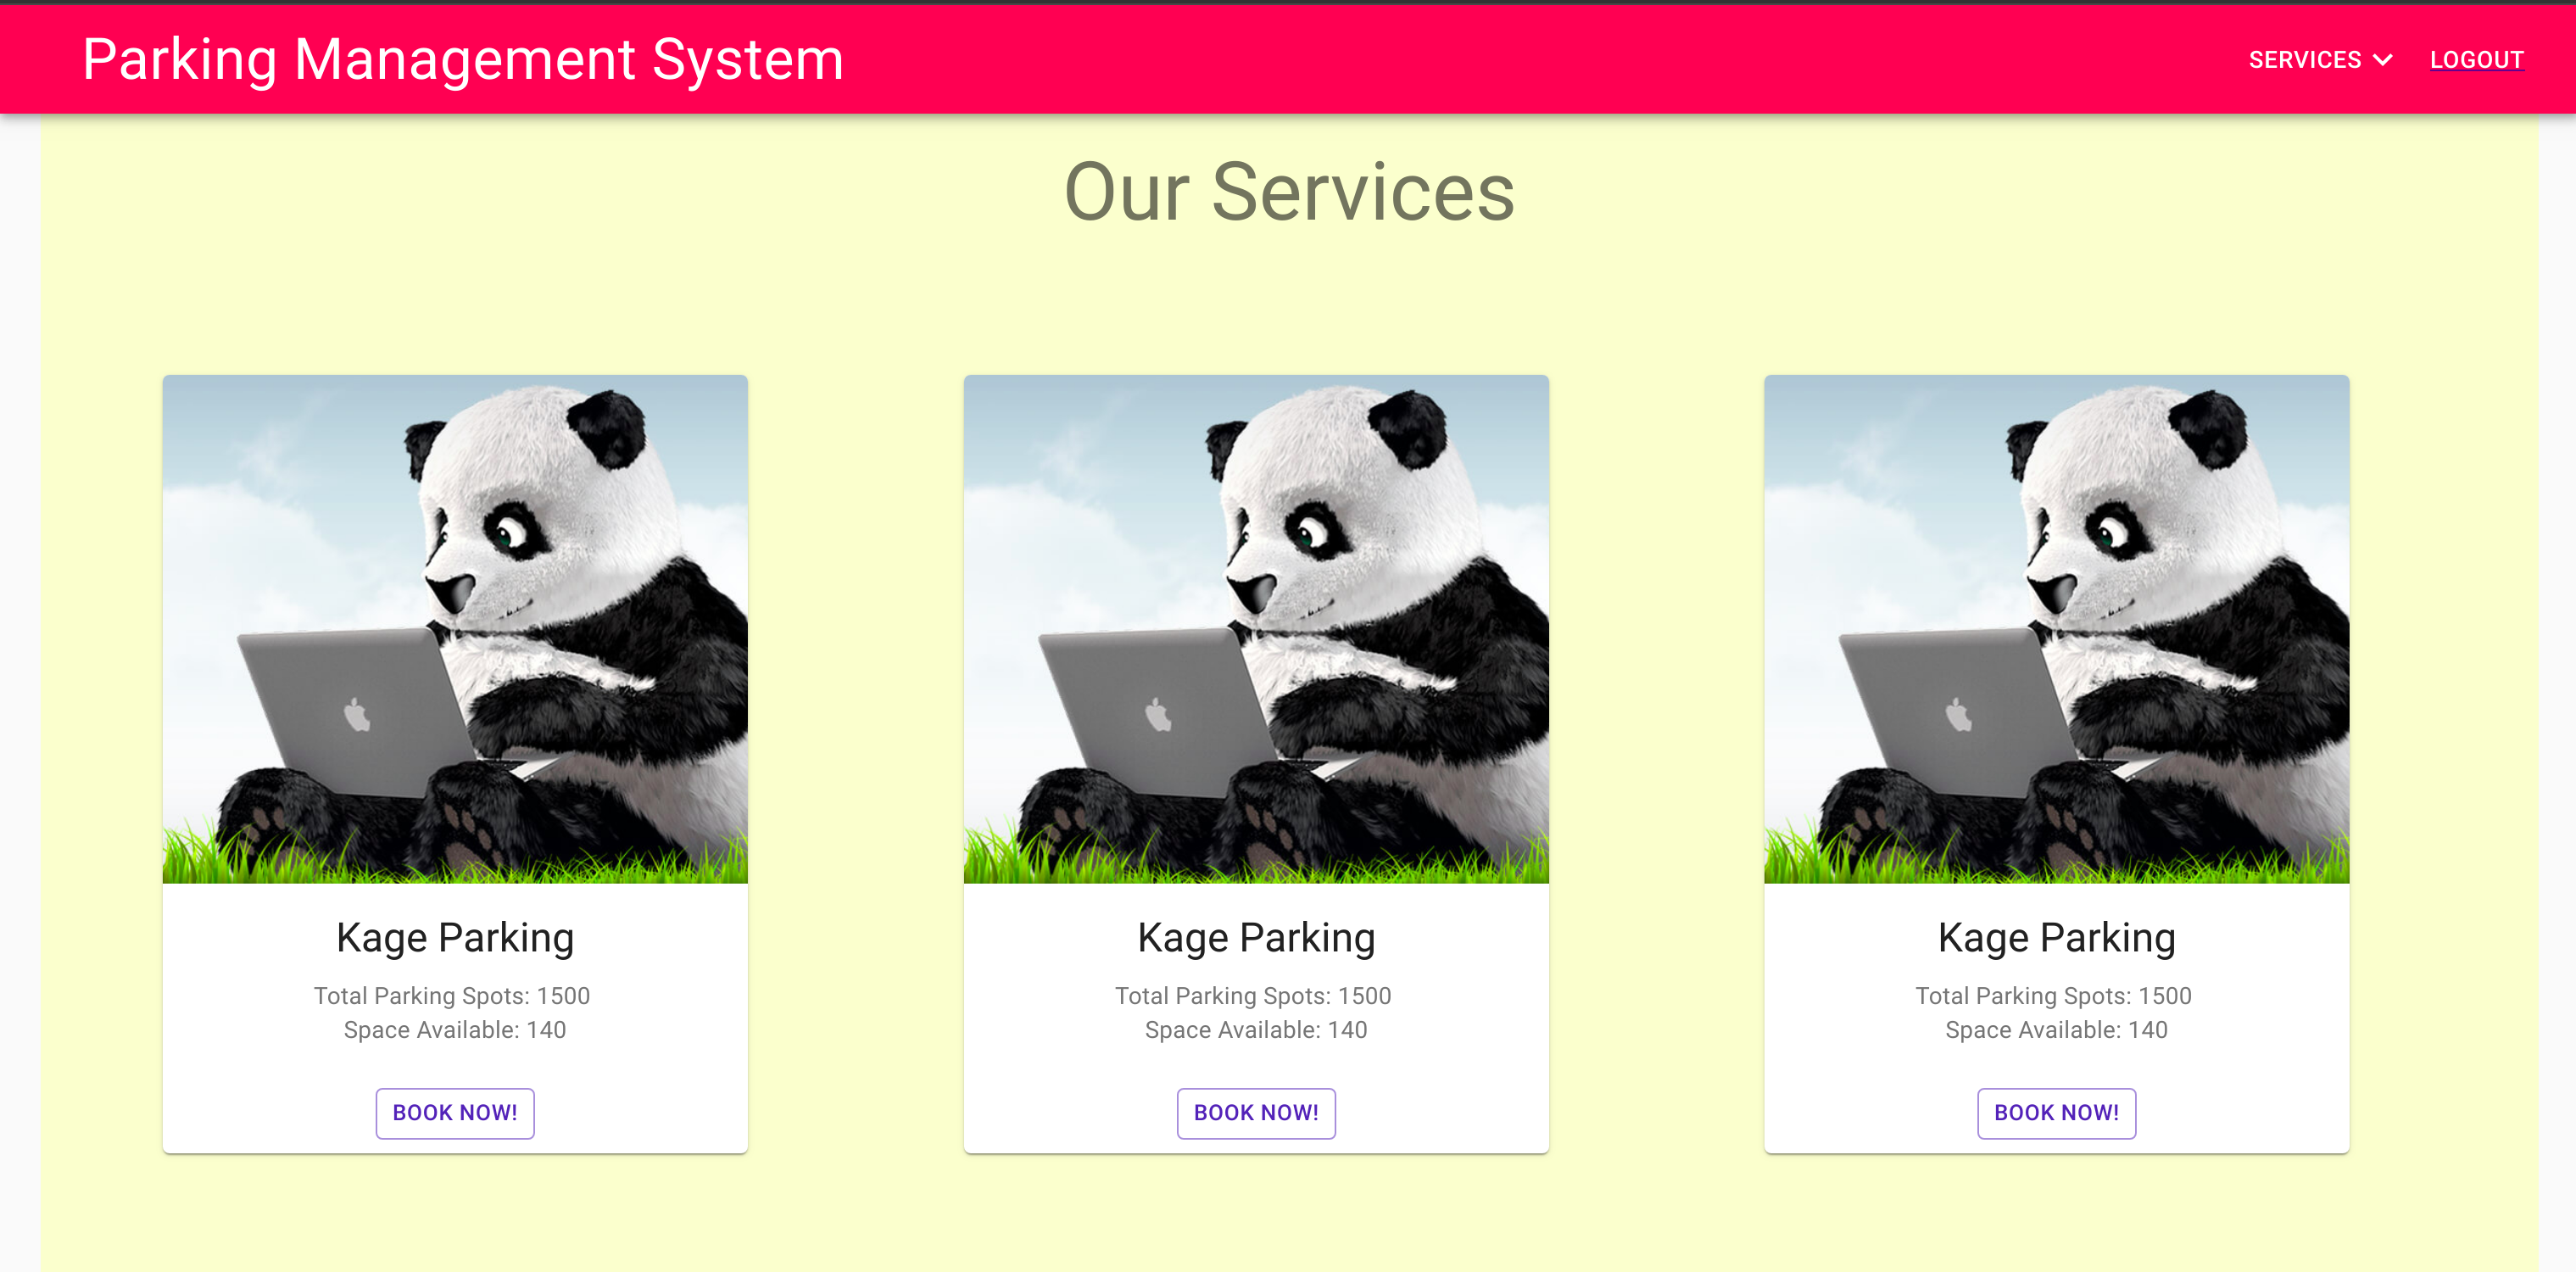 Parking Management System
SERVICES
LOGOUT
Our Services
Kage Parking
Total Parking Spots: 1500
Space Available: 140
BOOK NOW!
Kage Parking
Total Parking Spots: 1500
Space Available: 140
BOOK NOW!
Kage Parking
Total Parking Spots: 1500
Space Available: 140
BOOK NOW!